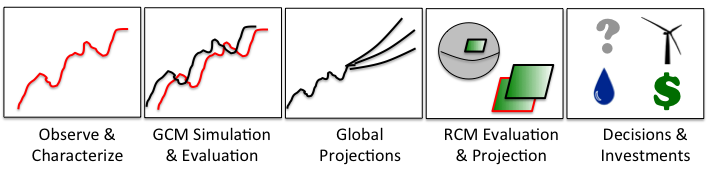 ?
$
Observe &
Characterize
GCM Simulation
& Evaluation
Global
Projections
RCM Evaluation
& Projection
Decisions &
Investments